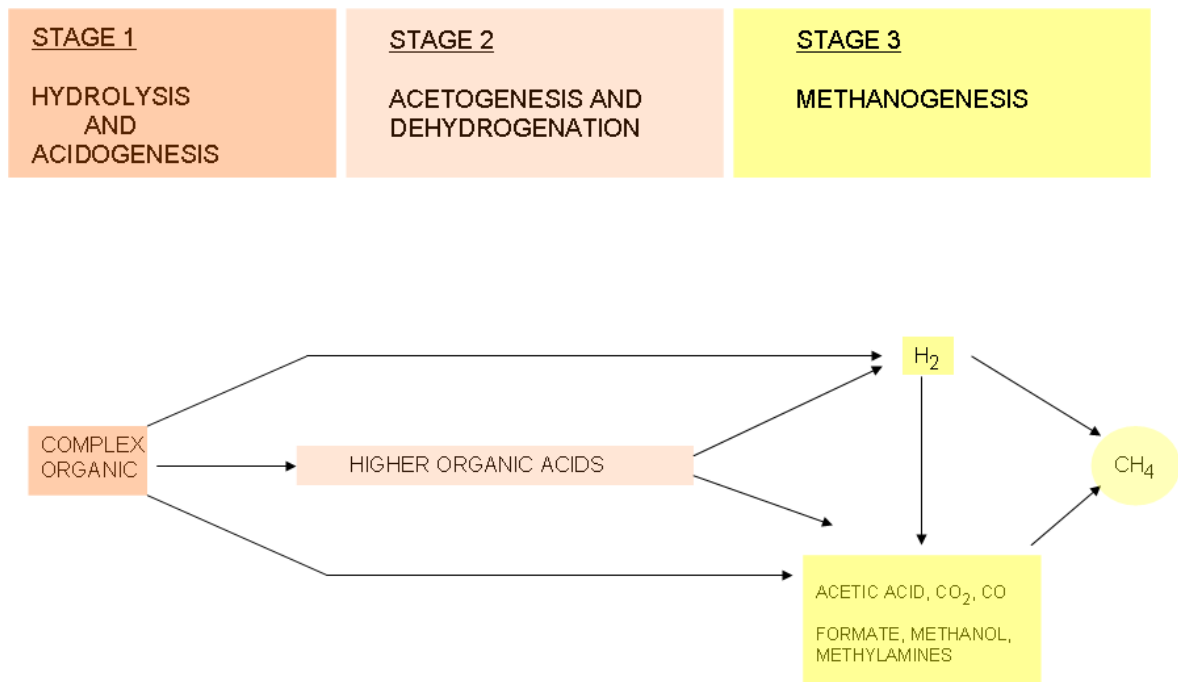 STAGE 1
HYDROLYSIS
AND
ACIDOGENESIS
STAGE 2
ACETOGENESIS AND
DEHYDROGENATION
STAGE 3
METHANOGENESIS
H2
COMPLEX
ORGANIC
HIGHER ORGANIC ACIDS
CH4
ACETIC ACID, CO2, CO
FORMATE, METHANOL,
METHYLAMINES